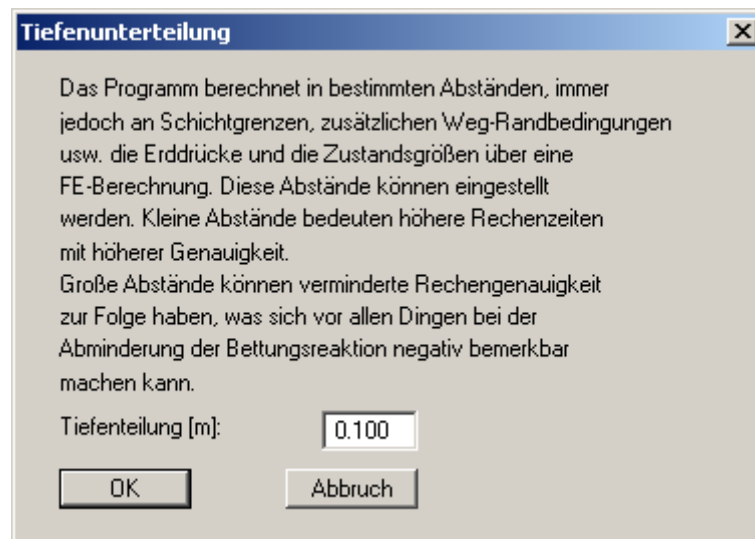 Tiefenunterteilung
Das Programm berechnet in bestimmten Abständen, immer
jedoch an Schichtgrenzen, zusätzlichen Weg-Randbedingungen
usw. die Erddrücke und die Zustandsgrößen über eine
FE-Berechnung. Diese Abstände können eingestellt
werden. Kleine Abstände bedeuten höhere Rechenzeiten
mit höherer Genauigkeit.
Große Abstände können verminderte Rechengenauigkeit
zur Folge haben, was sich vor allen Dingen bei der
Abminderung der Bettungsreaktion negativ bemerkbar
machen kann.
Tiefenteilung [m]: 0.100
OK Abbruch